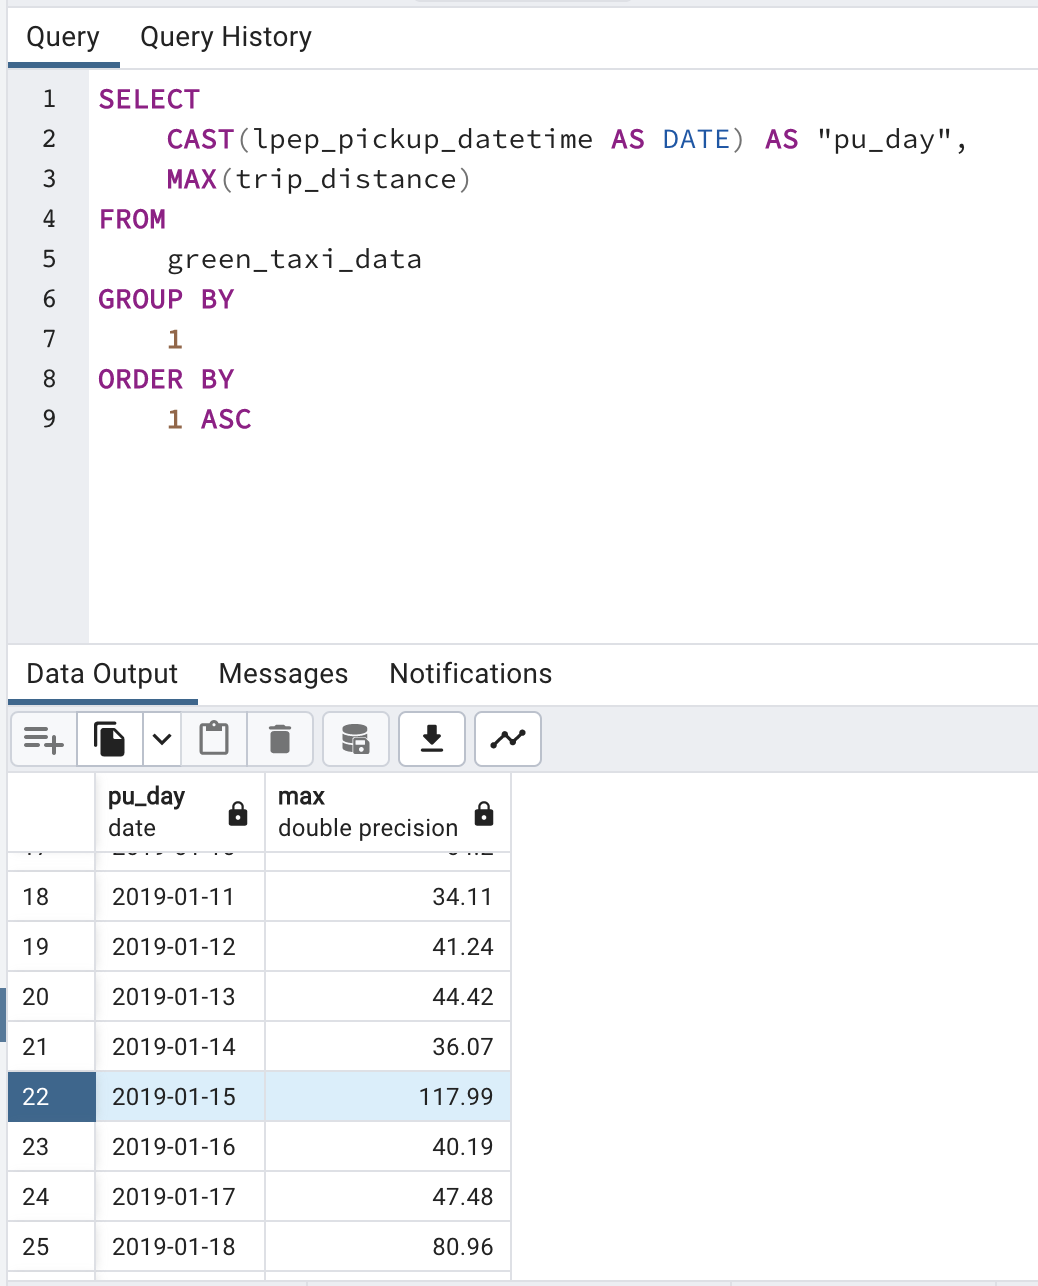 Query Query History
1 SELECT
2 CAST(lpep_pickup_datetime AS DATE) AS "pu_day",
3 MAX(trip_distance)
4 FROM
5 green_taxi_data
6 GROUP BY
7 1
8 ORDER BY
9 1 ASC
Data Output Messages Notifications
pu_day max
date double precision
18 2019-01-11 34.11
19 2019-01-12 41.24
20 2019-01-13 44.42
21 2019-01-14 36.07
22 2019-01-15 117.99
23 2019-01-16 40.19
24 2019-01-17 47.48
25 2019-01-18 80.96